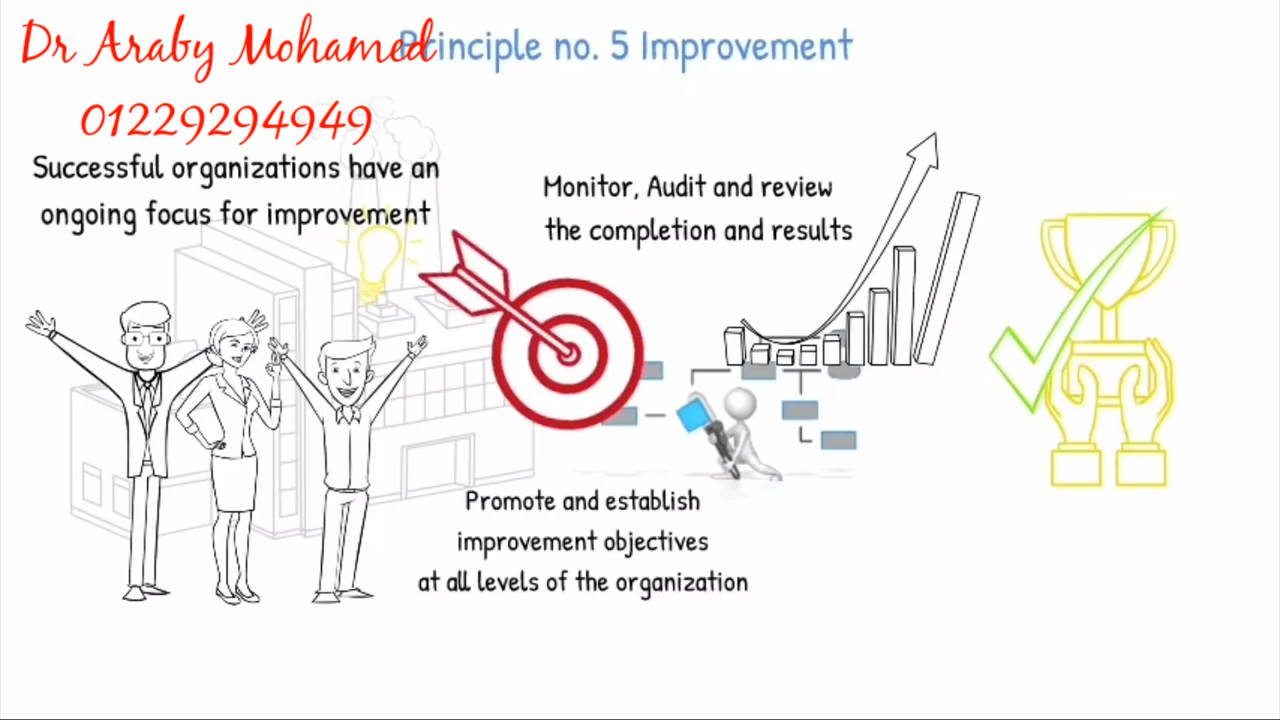 Dr Araby Mohamed
Principle no. 5 Improvement
01229294949
Successful organizations have an
ongoing focus for improvement
Monitor, Audit and review
the completion and results
Promote and establish
improvement objectives
at all levels of the organization